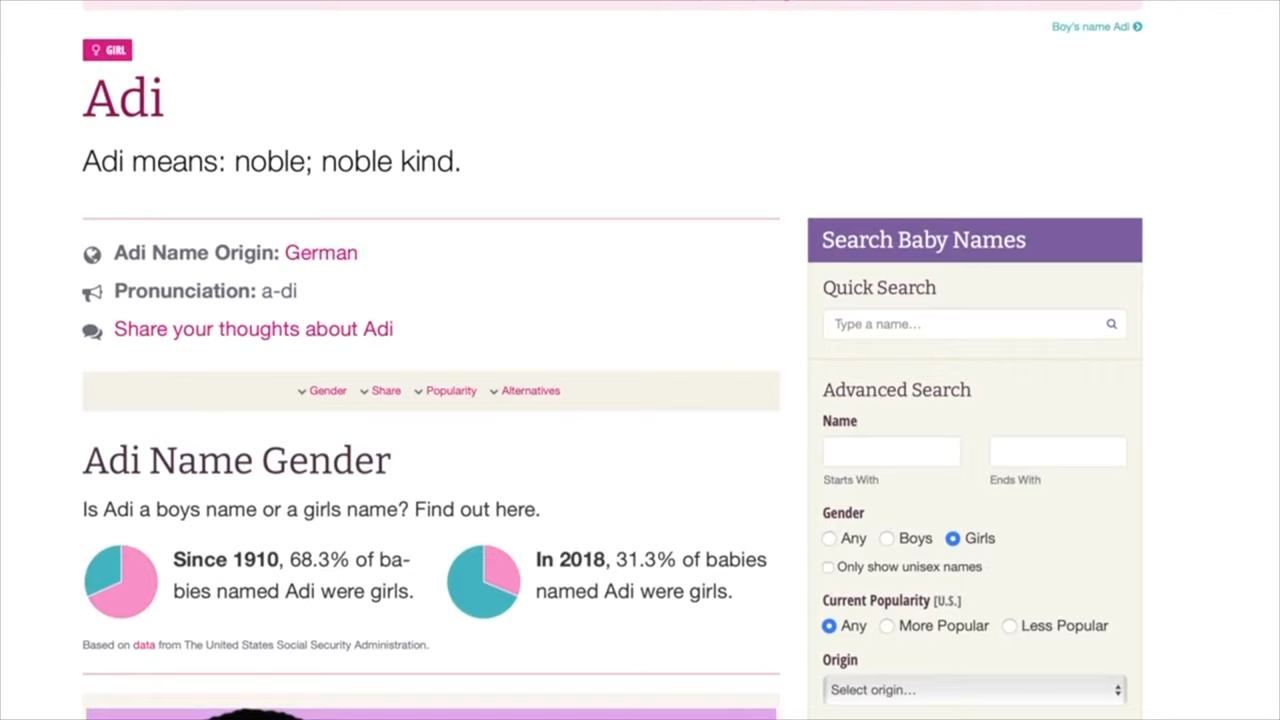 Boy's name Adi
GIRL
Adi
Adi means: noble; noble kind.
Adi Name Origin: German
Pronunciation: a-di
Share your thoughts about Adi
Gender Share Popularity Alternatives
Adi Name Gender
Is Adi a boys name or a girls name? Find out here.
Since 1910, 68.3% of ba-
bies named Adi were girls.
In 2018, 31.3% of babies
named Adi were girls.
Based on data from The United States Social Security Administration.
Search Baby Names
Quick Search
Type a name...
Advanced Search
Name
Starts With Ends With
Gender
Any Boys Girls
Only show unisex names
Current Popularity [U.S.]
Any More Popular Less Popular
Origin
Select origin...